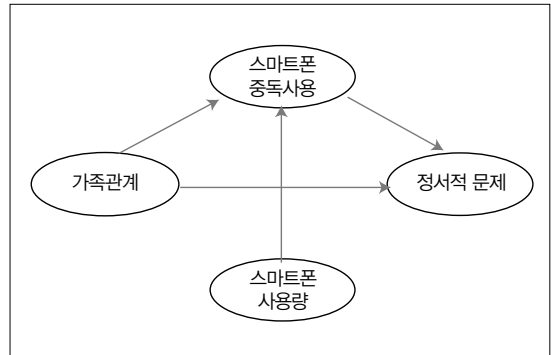 스마트폰
중독사용
가족관계
정서적 문제
스마트폰
사용량